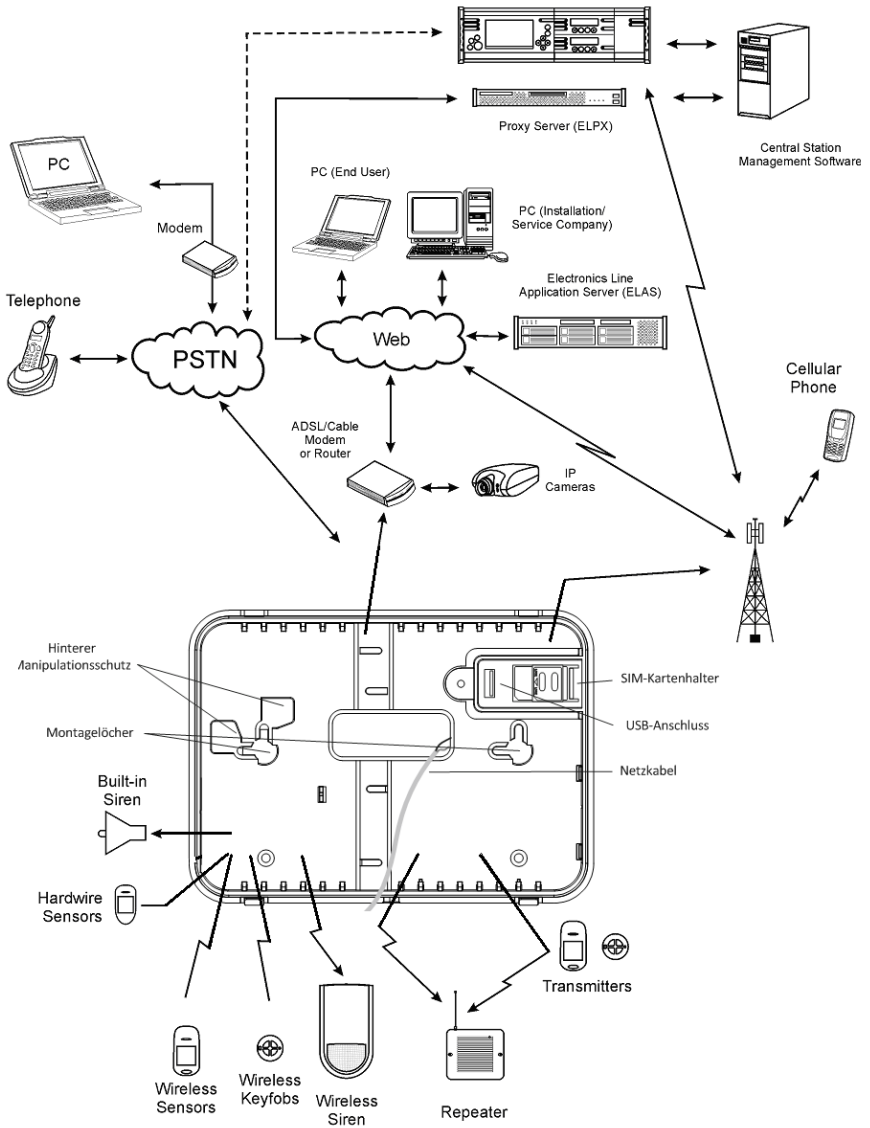 Proxy Server (ELPX)
Central Station
Management Software
PC
PC (End User)
PC (Installation/
Service Company)
Modem
Electronics Line
Application Server (ELAS)
Telephone
PSTN
Web
Cellular
Phone
ADSL/Cable
Modem
or Router
IP
Cameras
Hinterer
Manipulationsschutz
SIM-Kartenhalter
USB-Anschluss
Montagelöcher
Netzkabel
Built-in
Siren
Hardwire
Sensors
Transmitters
Wireless
Sensors
Wireless
Keyfobs
Wireless
Siren
Repeater